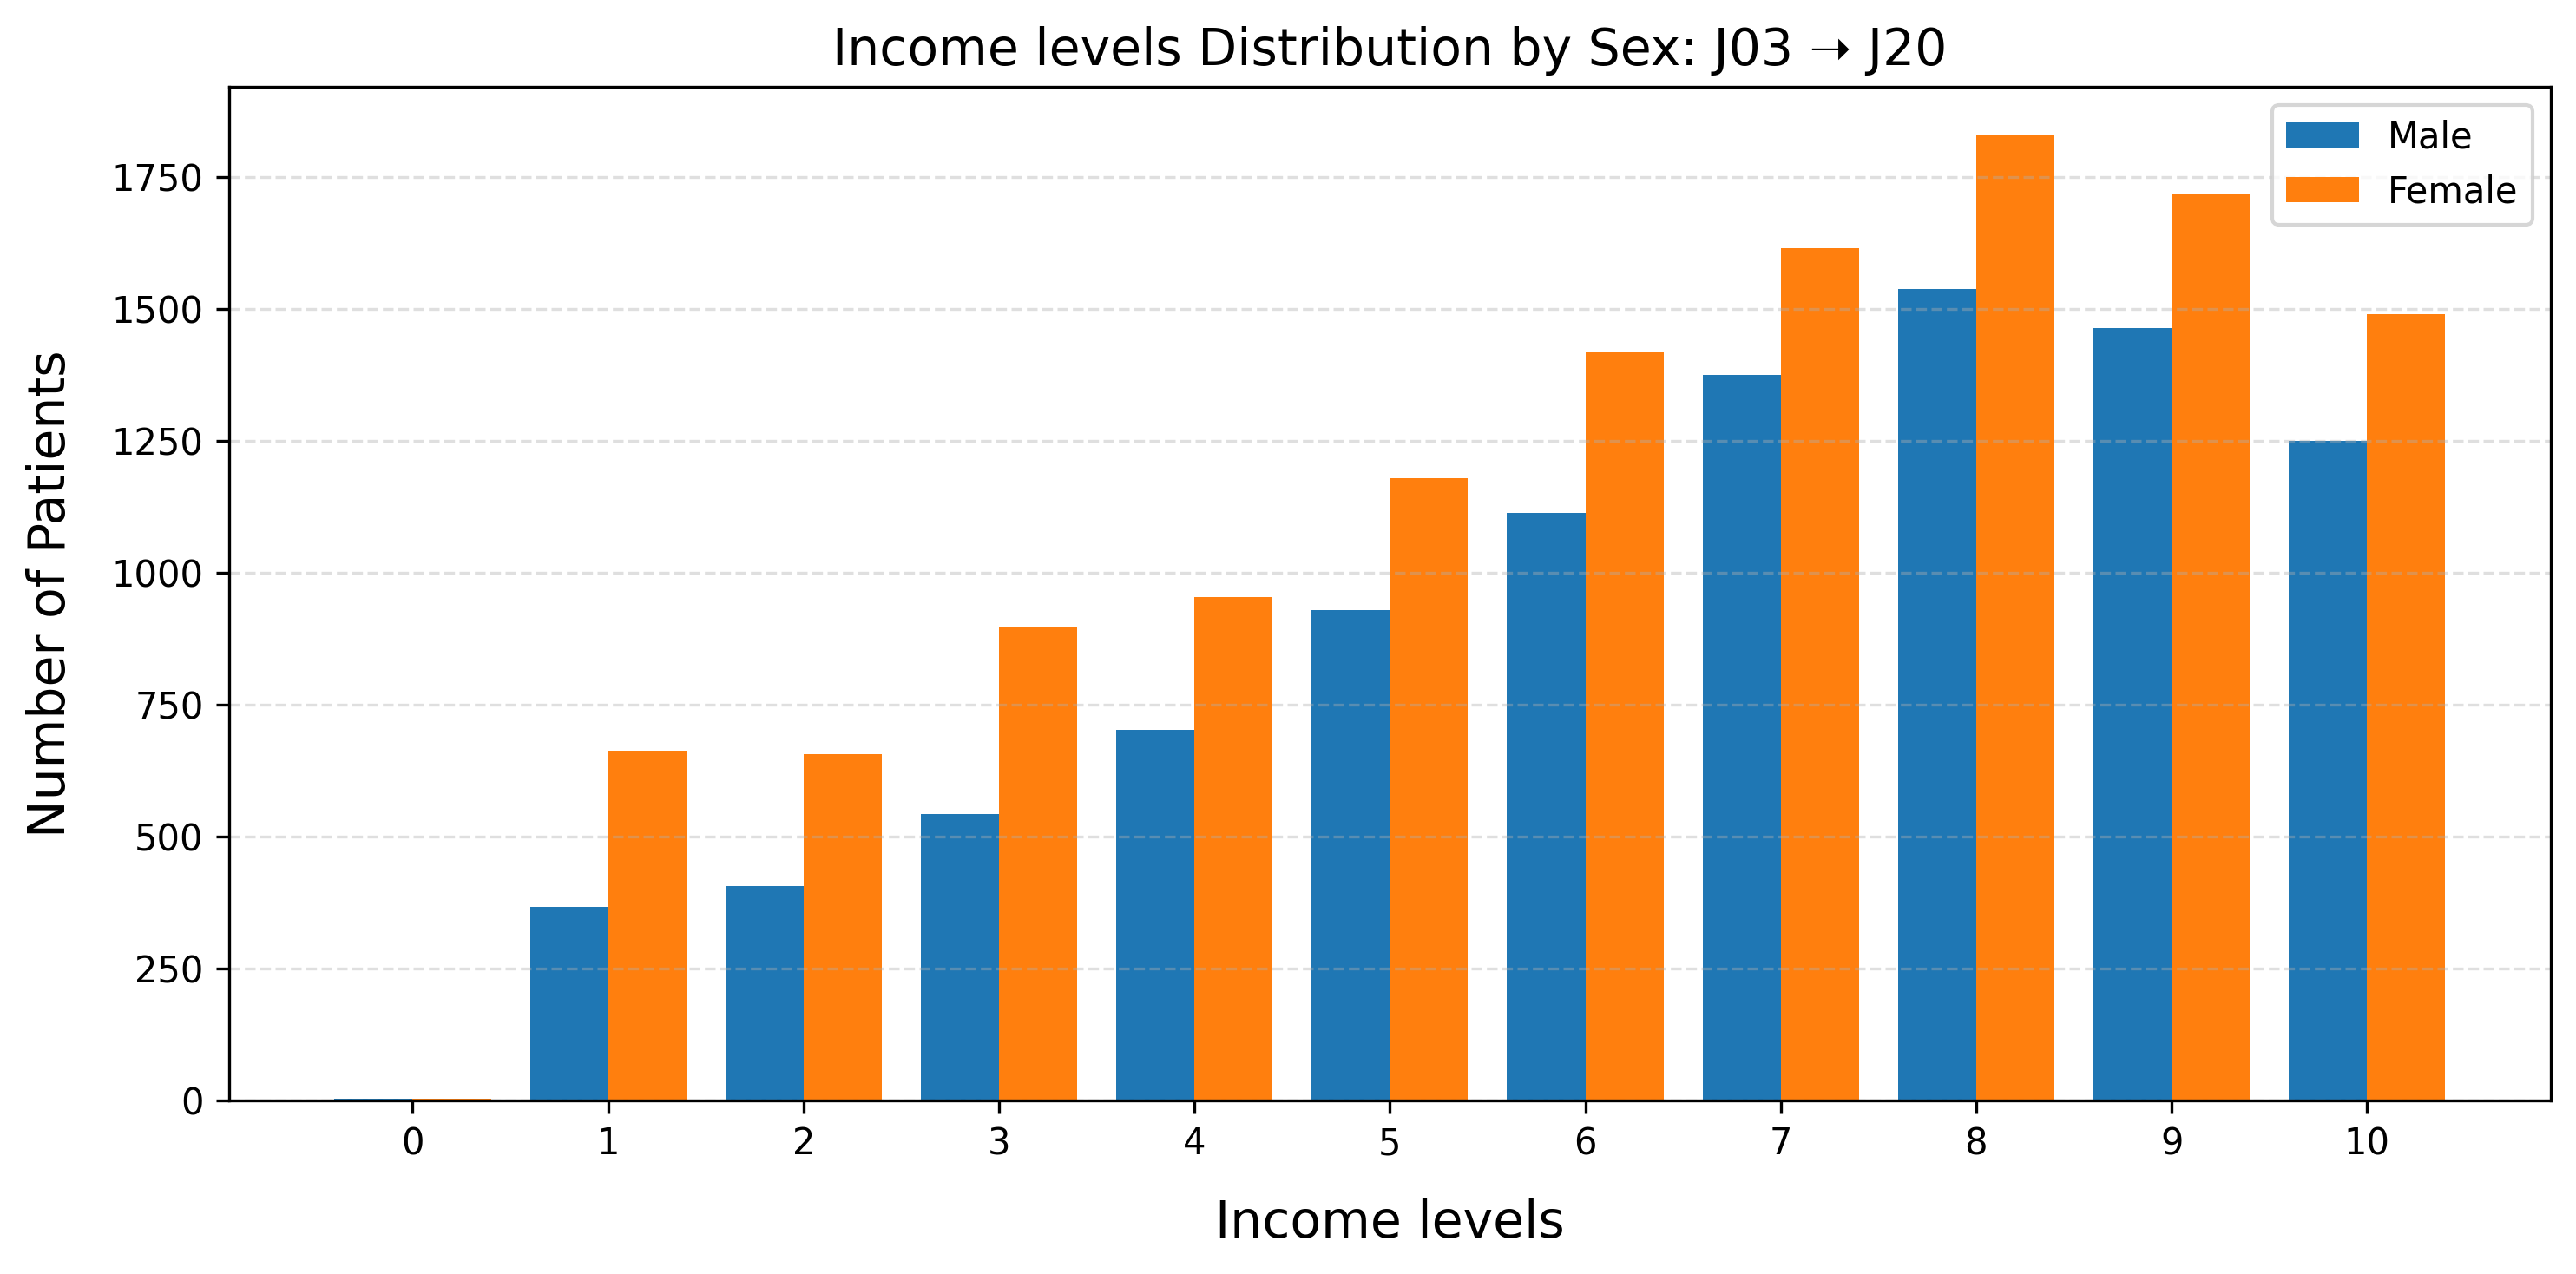 Income levels Distribution by Sex: J03 → J20
Male
Female
Number of Patients
1750
1500
1250
1000
750
500
250
0
0 1 2 3 4 5 6 7 8 9 10
Income levels